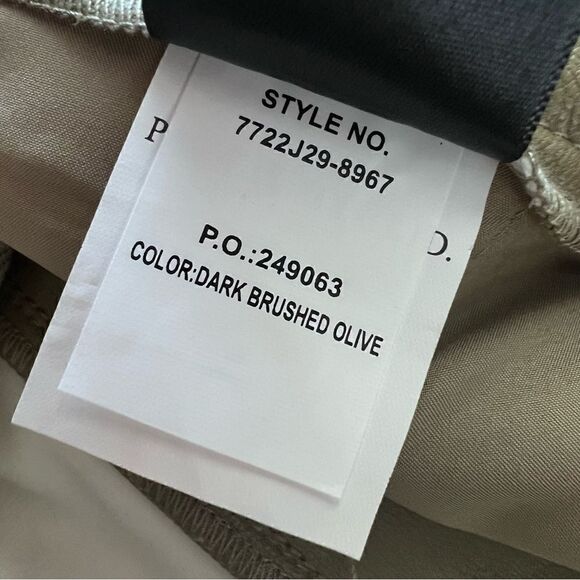 STYLE NO.
7722J29-8967
P.O.:249063
COLOR:DARK BRUSHED OLIVE
P
D.